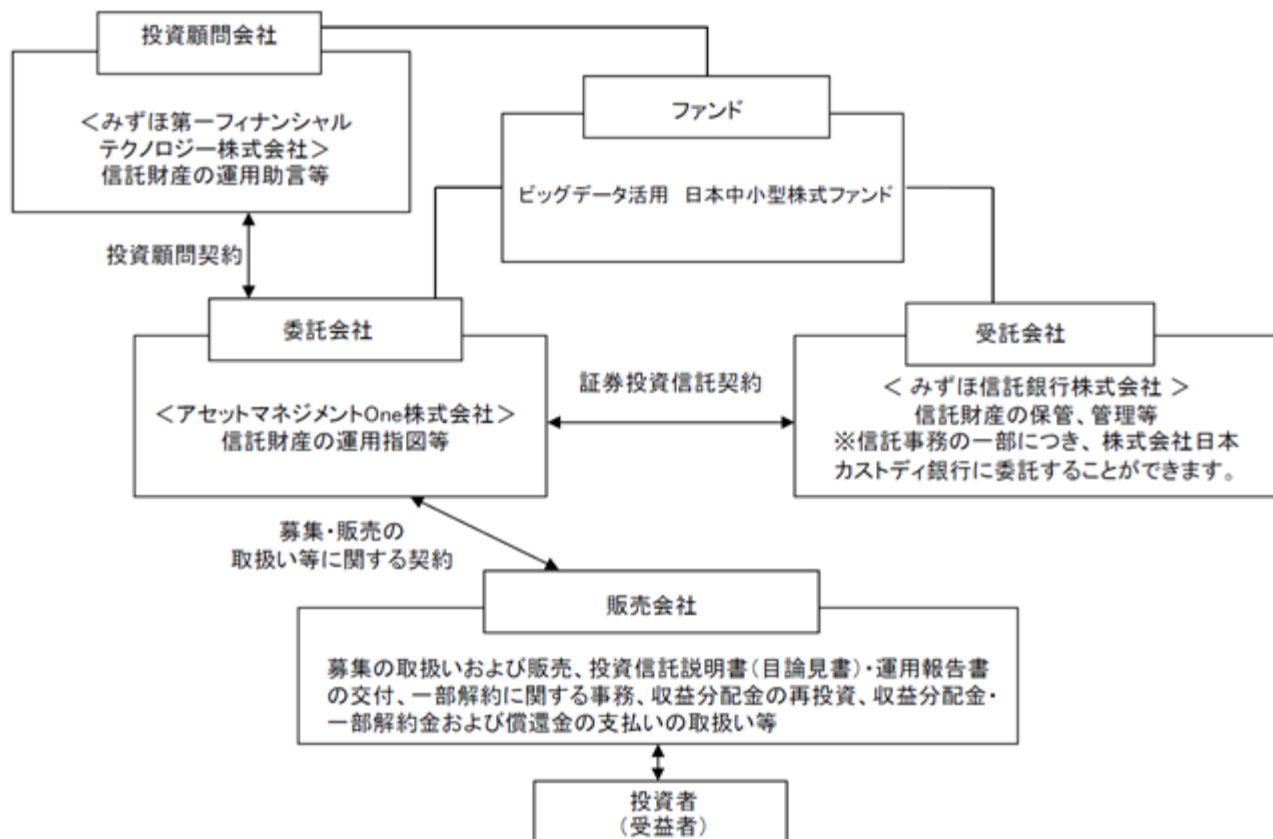 投資顧問会社
＜みずほ第一フィナンシャル
テクノロジー株式会社＞
信託財産の運用助言等
ファンド
ビッグデータ活用　日本中小型株式ファンド
投資顧問契約
委託会社
＜アセットマネジメントOne株式会社＞
信託財産の運用指図等
証券投資信託契約
受託会社
＜ みずほ信託銀行株式会社 ＞
信託財産の保管、管理等
※信託事務の一部につき、株式会社日本
カストディ銀行に委託することができます。
募集・販売の
取扱い等に関する契約
販売会社
募集の取扱いおよび販売、投資信託説明書（目論見書）・運用報告書
の交付、一部解約に関する事務、収益分配金の再投資、収益分配金・
一部解約金および償還金の支払いの取扱い等
投資者
（受益者）